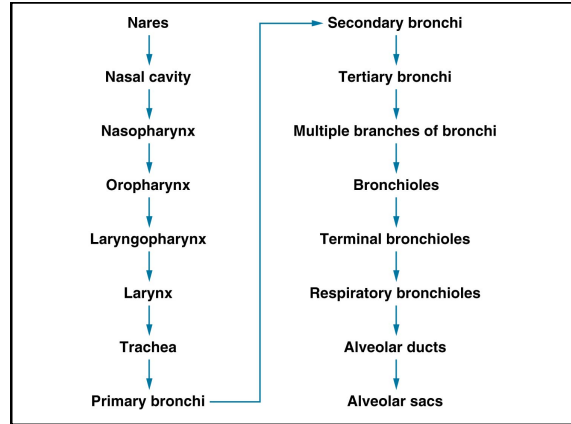 Nares
Nasal cavity
Nasopharynx
Oropharynx
Laryngopharynx
Larynx
Trachea
Primary bronchi
Secondary bronchi
Tertiary bronchi
Multiple branches of bronchi
Bronchioles
Terminal bronchioles
Respiratory bronchioles
Alveolar ducts
Alveolar sacs